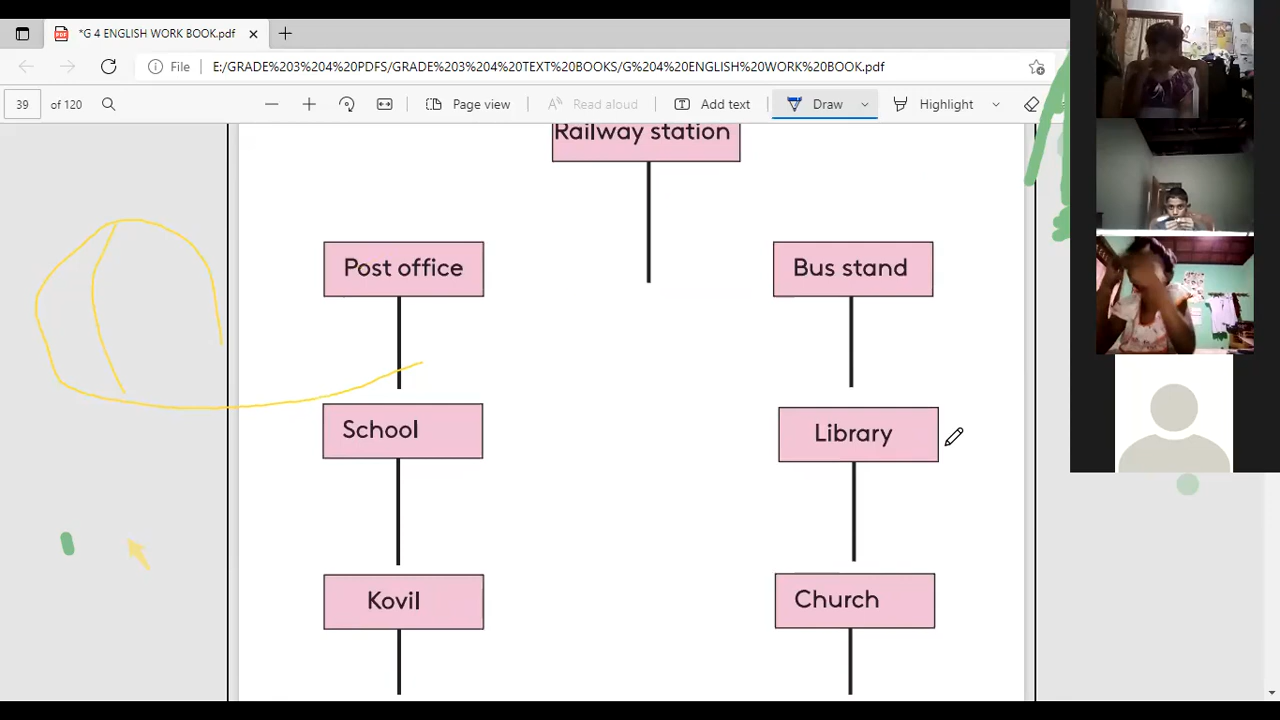 *G 4 ENGLISH WORK BOOK.pdf
File E:/GRADE%203%204%20PDFS/GRADE%203%204%20TEXT%20BOOKS/G%204%20ENGLISH%20WORK%20BOOK.pdf
39 of 120 Page view Read aloud Add text Draw Highlight
Railway station
Post office Bus stand
School Library
Kovil Church